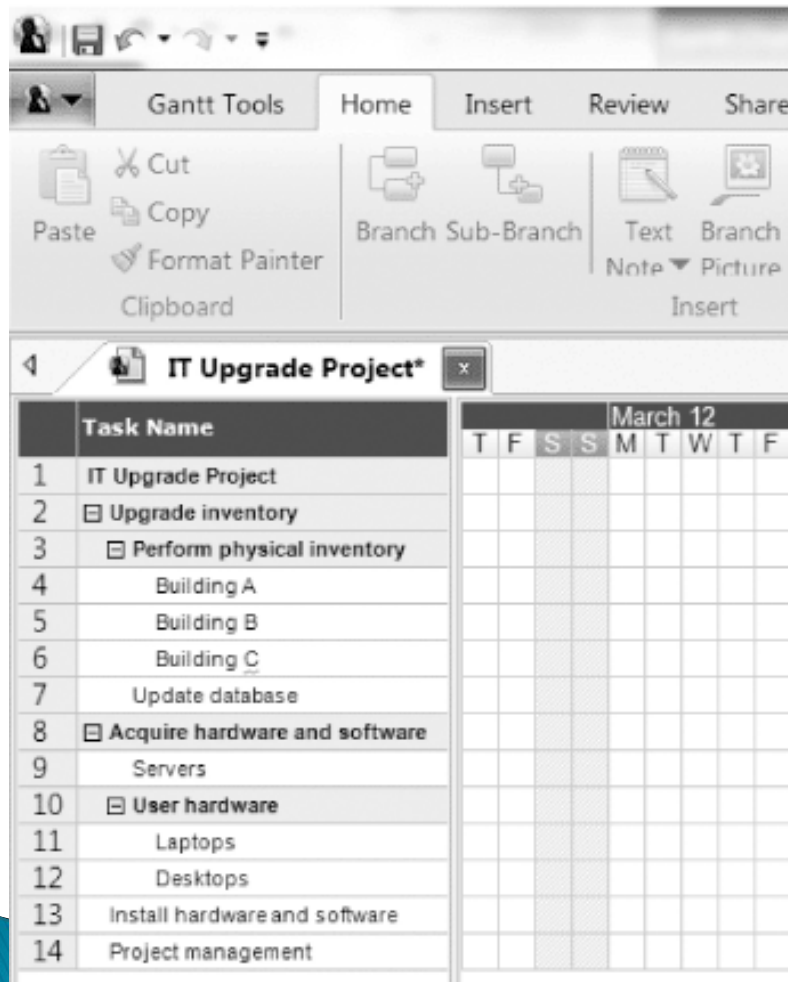 Gantt Tools Home Insert Review Share
Cut
Copy
Paste
Format Painter
Clipboard
Branch Sub-Branch
Text Branch
Note Picture
Insert
IT Upgrade Project*
Task Name
March 12
T F S S M T W T F
1 IT Upgrade Project
2 Upgrade inventory
3 Perform physical inventory
4 Building A
5 Building B
6 Building C
7 Update database
8 Acquire hardware and software
9 Servers
10 User hardware
11 Laptops
12 Desktops
13 Install hardware and software
14 Project management